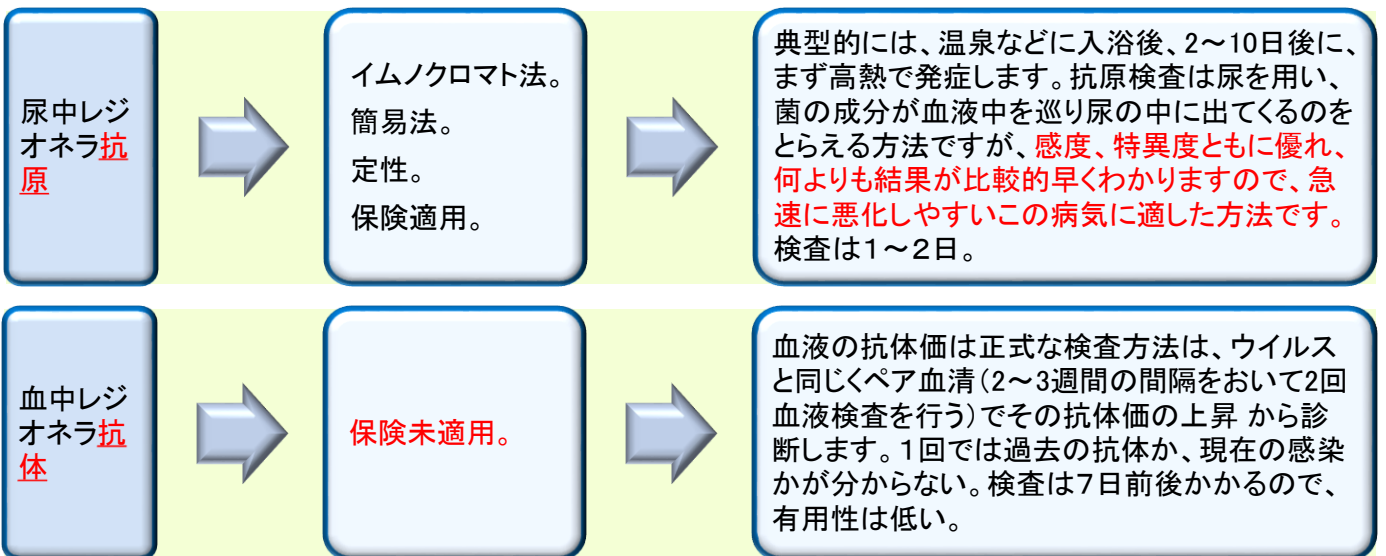 尿中レジ
オネラ抗
原
イムノクロマト法。
簡易法。
定性。
保険適用。
典型的には、温泉などに入浴後、2～10日後に、
まず高熱で発症します。抗原検査は尿を用い、
菌の成分が血液中を巡り尿の中に出てくるのを
とらえる方法ですが、感度、特異度ともに優れ、
何よりも結果が比較的早くわかりますので、急
速に悪化しやすいこの病気に適した方法です。
検査は１～２日。
血中レジ
オネラ抗
体
保険未適用。
血液の抗体価は正式な検査方法は、ウイルス
と同じくペア血清（2～3週間の間隔をおいて2回
血液検査を行う）でその抗体価の上昇 から診
断します。１回では過去の抗体か、現在の感染
かが分からない。検査は７日前後かかるので、
有用性は低い。